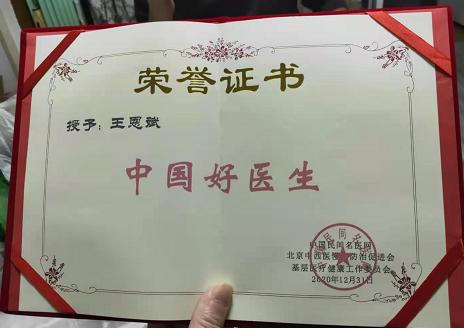 荣誉证书
授予：王恩斌
中国好医生
中国民间名医网
北京中西医慢病防治促进会
基层医疗健康工作委员会
2020年12月31日